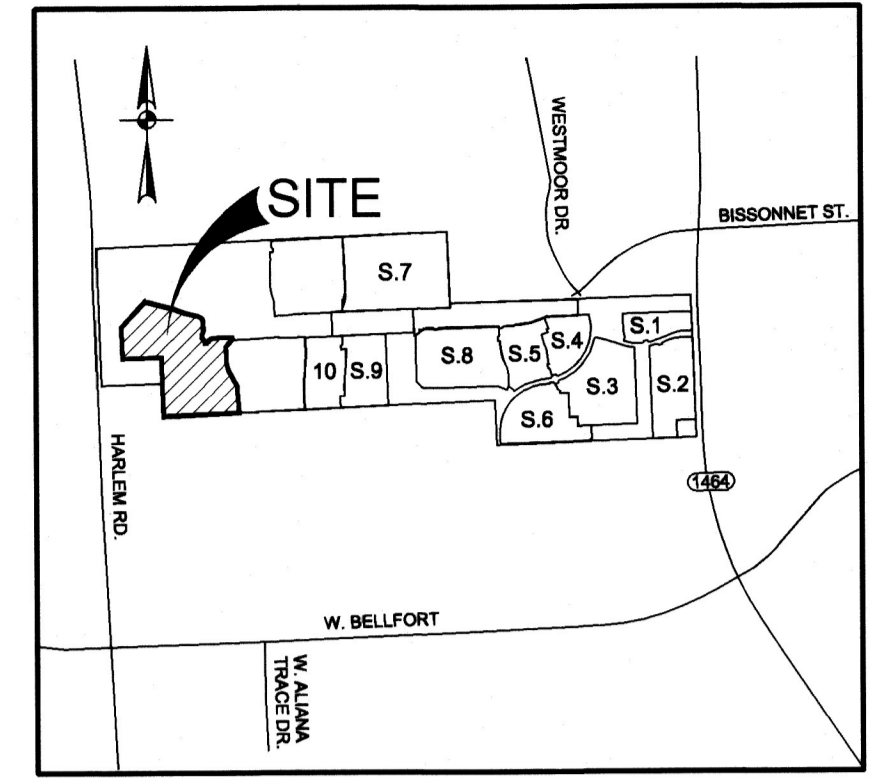 SITE
WESTMOOR DR.
BISSONNET ST.
S.7
S.1
S.4
S.5
S.8
10
S.9
S.3
S.2
S.6
HARLEM RD.
1464
W. BELLFORT
W. ALIANA
TRACE DR.